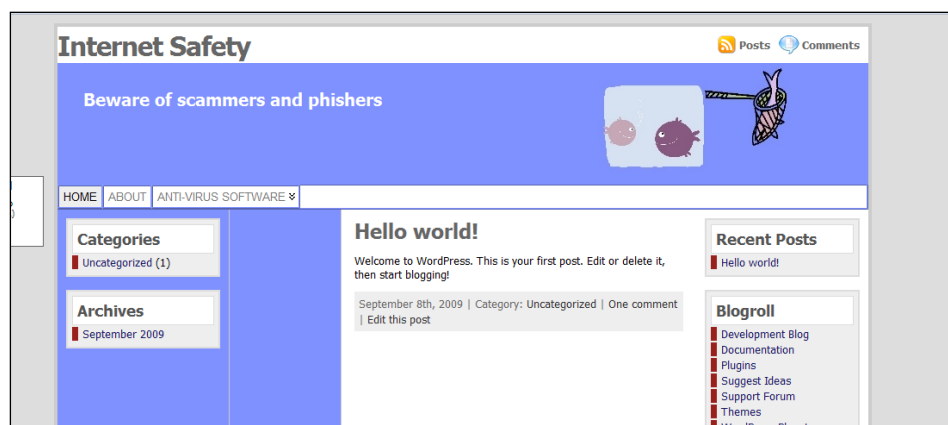 Internet Safety
Posts Comments
Beware of scammers and phishers
HOME ABOUT ANTI-VIRUS SOFTWARE
Categories
Uncategorized (1)
Archives
September 2009
Hello world!
Welcome to WordPress. This is your first post. Edit or delete it,
then start blogging!
September 8th, 2009 | Category: Uncategorized | One comment
| Edit this post
Recent Posts
Hello world!
Blogroll
Development Blog
Documentation
Plugins
Suggest Ideas
Support Forum
Themes